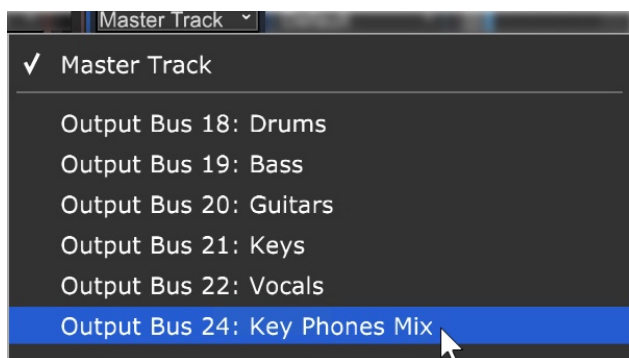 Master Track
✓ Master Track
Output Bus 18: Drums
Output Bus 19: Bass
Output Bus 20: Guitars
Output Bus 21: Keys
Output Bus 22: Vocals
Output Bus 24: Key Phones Mix